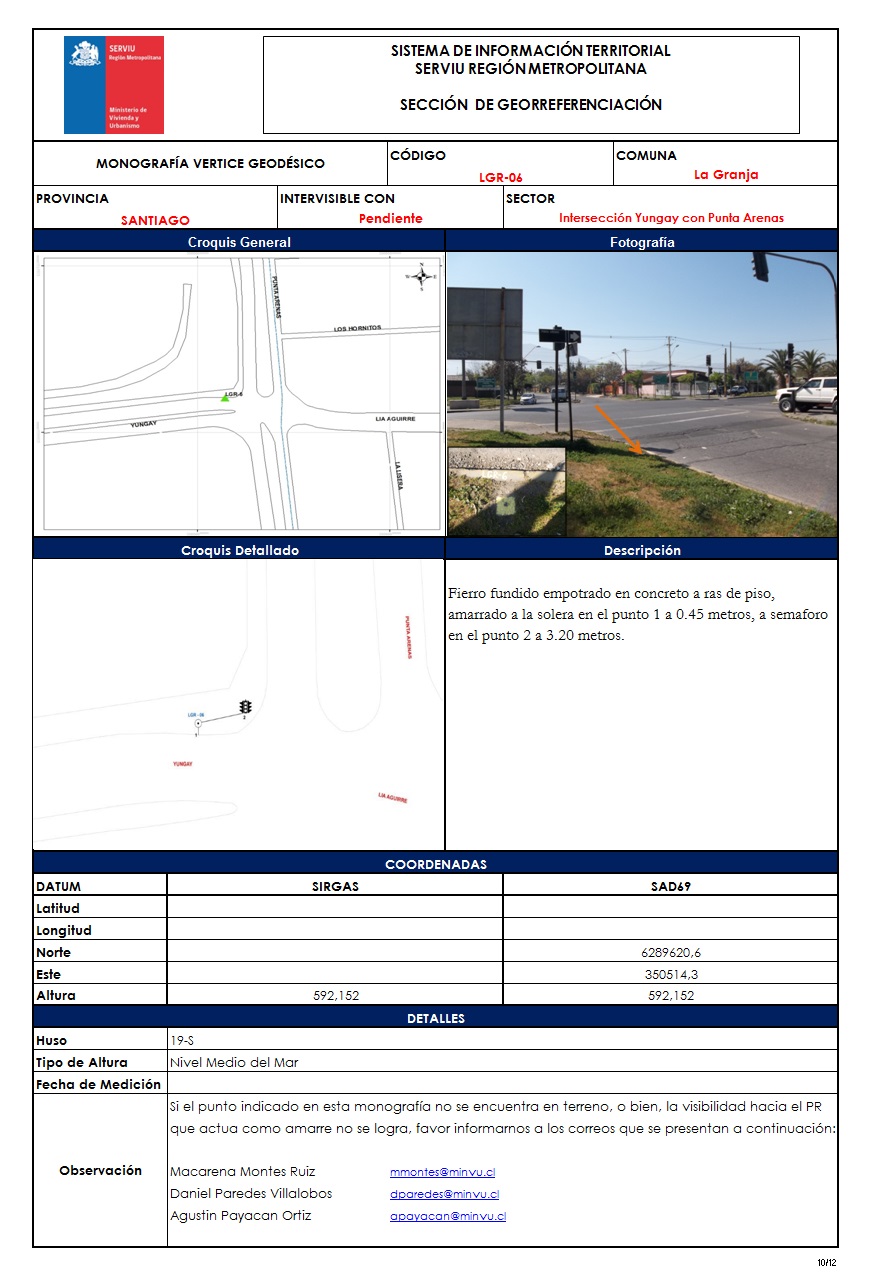 SERVIU
Región Metropolitana
Ministerio de
Vivienda y
Urbanismo
SISTEMA DE INFORMACIÓN TERRITORIAL
SERVIU REGIÓN METROPOLITANA
SECCIÓN DE GEORREFERENCIACIÓN
MONOGRAFÍA VERTICE GEODÉSICO
CÓDIGO
LGR-06
COMUNA
La Granja
PROVINCIA
SANTIAGO
INTERVISIBLE CON
Pendiente
SECTOR
Intersección Yungay con Punta Arenas
Croquis General
Fotografía
N
W
E
S
PUNTA ARENAS
LOS HORNITOS
LGR-6
YUNGAY
LIA AGUIRRE
LA LISERA
Croquis Detallado
Descripción
Fierro fundido empotrado en concreto a ras de piso,
amarrado a la solera en el punto 1 a 0.45 metros, a semaforo
en el punto 2 a 3.20 metros.
PUNTA ARENAS
LGR - 06
2
1
YUNGAY
LIA AGUIRRE
COORDENADAS
DATUM SIRGAS SAD69
Latitud
Longitud
Norte 6289620,6
Este 350514,3
Altura 592,152 592,152
DETALLES
Huso 19-S
Tipo de Altura Nivel Medio del Mar
Fecha de Medición
Observación
Si el punto indicado en esta monografía no se encuentra en terreno, o bien, la visibilidad hacia el PR
que actua como amarre no se logra, favor informarnos a los correos que se presentan a continuación:
Macarena Montes Ruiz mmontes@minvu.cl
Daniel Paredes Villalobos dparedes@minvu.cl
Agustin Payacan Ortiz apayacan@minvu.cl
10/12